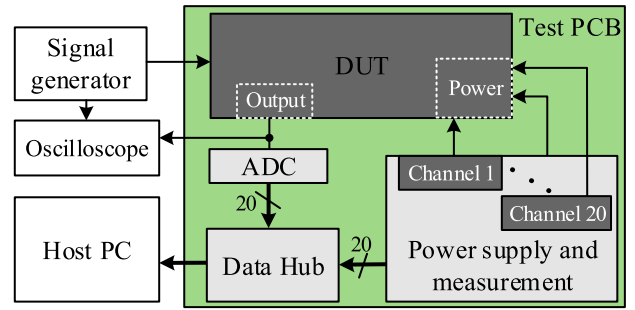 Test PCB
Signal
generator
DUT
Power
Output
Oscilloscope
ADC
Channel 1
20
Channel 20
Host PC
Data Hub
20
Power supply and
measurement